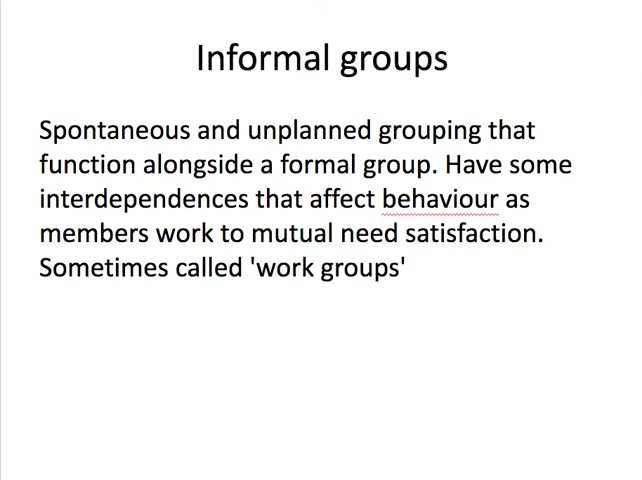 Informal groups
Spontaneous and unplanned grouping that
function alongside a formal group. Have some
interdependences that affect behaviour as
members work to mutual need satisfaction.
Sometimes called 'work groups'